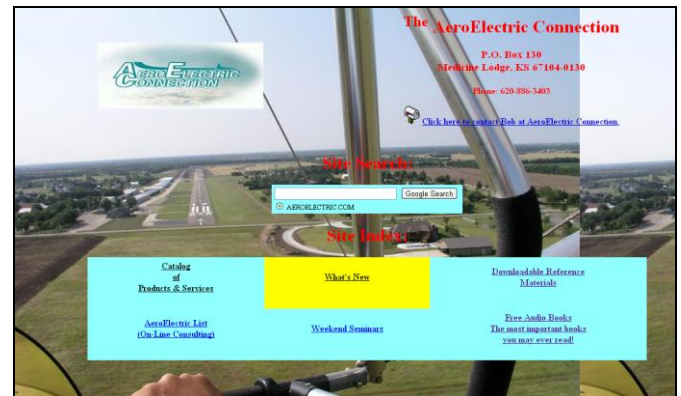 The AeroElectric Connection
P.O. Box 130
Medicine Lodge, KS 67104-0130
Phone: 620-886-3403
AEROELECTRIC
CONNECTION
Click here to contact Bob at AeroElectric Connection.
Site Search:
Google Search
AEROELECTRIC.COM
Site Index:
Catalog
of
Products & Services
What's New
Downloadable Reference
Materials
AeroElectric List
(On-Line Consulting)
Weekend Seminars
Free Audio Books
The most important books
you may ever read!